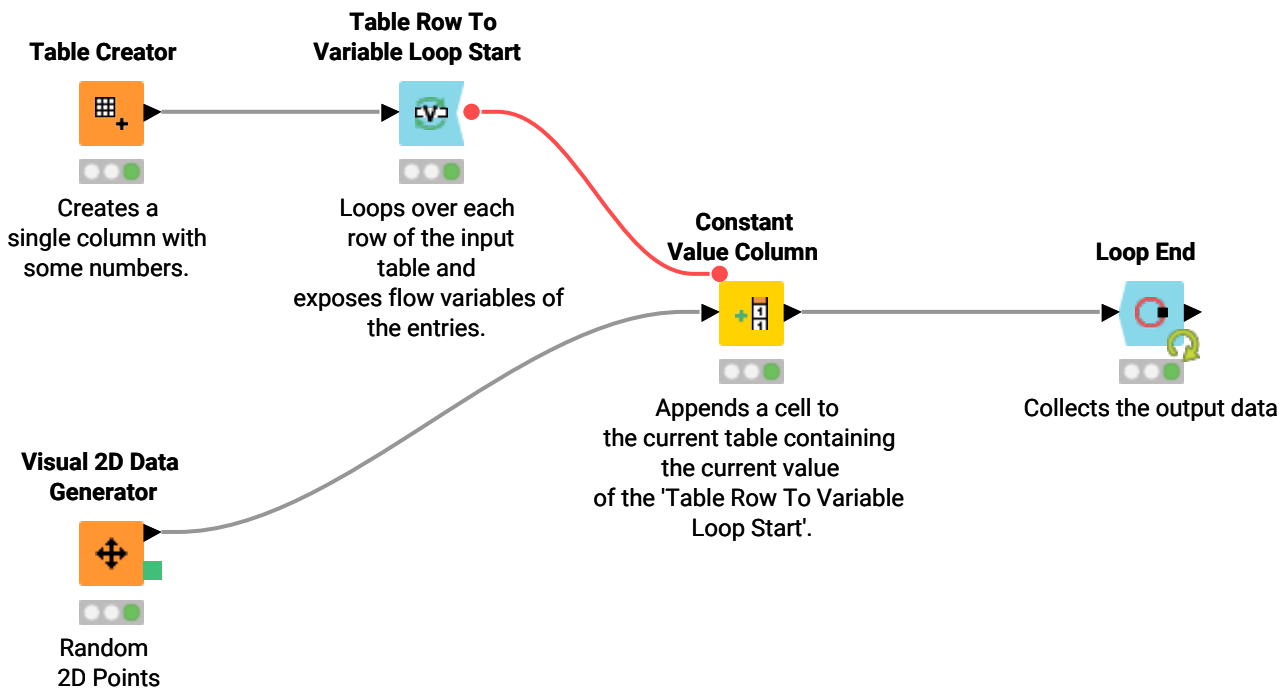 Table Creator
Creates a
single column with
some numbers.
Table Row To
Variable Loop Start
V
Loops over each
row of the input
table and
exposes flow variables of
the entries.
Constant
Value Column
1
1
Appends a cell to
the current table containing
the current value
of the 'Table Row To Variable
Loop Start'.
Loop End
Collects the output data
Visual 2D Data
Generator
Random
2D Points